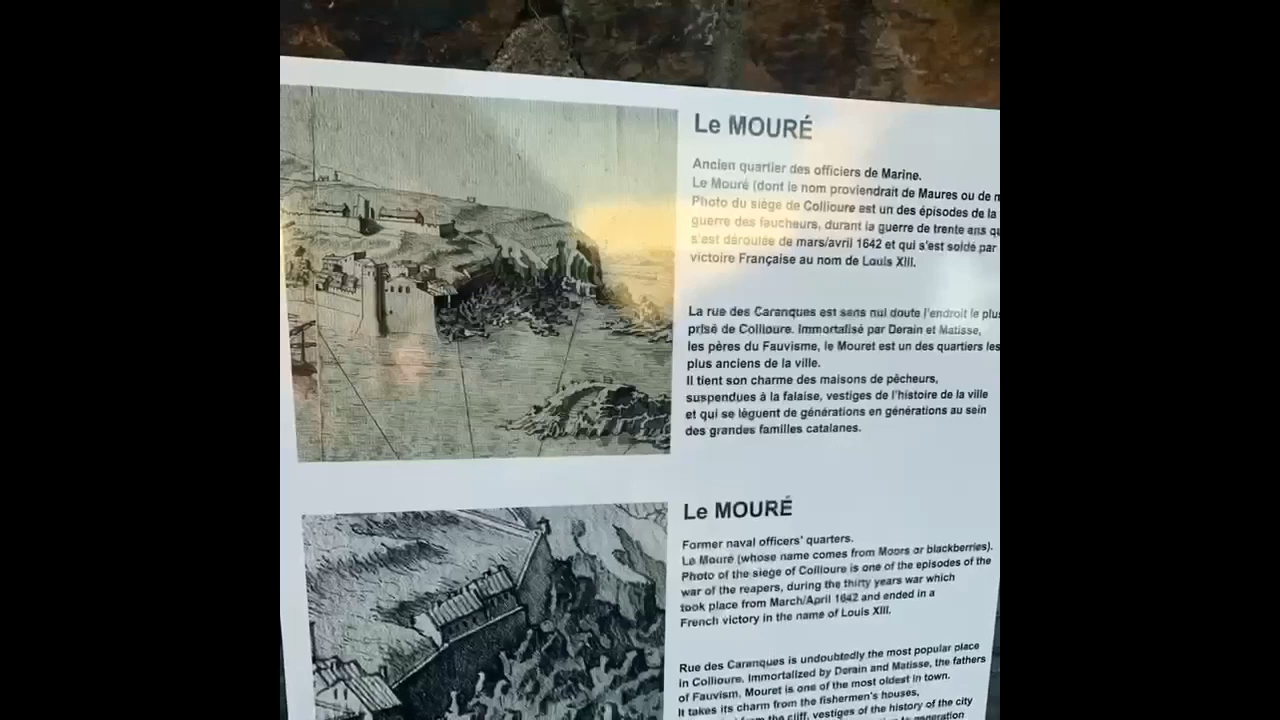 Le MOURÉ
Ancien quartier des officiers de Marine.
Le Mouré (dont le nom proviendrait de Maures ou de
Photo du siège de Collioure est un des épisodes de la
guerre des faucheurs, durant la guerre de trente ans
s'est déroulée de mars/avril 1642 et qui s'est soldé par
victoire Française au nom de Louis XIII.
La rue des Caranques est sans nul doute l'endroit le
prisé de Collioure. Immortalisé par Derain et Matisse,
les pères du Fauvisme, le Mouret est un des quartiers les
plus anciens de la ville.
Il tient son charme des maisons de pêcheurs,
suspendues à la falaise, vestiges de l'histoire de la ville
et qui se lèguent de générations en générations au sein
des grandes familles catalanes.
Le MOURÉ
Former naval officers' quarters.
Le Mouré (whose name comes from Moors or blackberries).
Photo of the siege of Collioure is one of the episodes of the
war of the reapers, during the thirty years war which
took place from March/April 1642 and ended in a
French victory in the name of Louis XIII.
Rue des Caranques is undoubtedly the most popular place
in Collioure. Immortalized by Derain and Matisse, the fathers
of Fauvism, Mouret is one of the most oldest in town.
It takes its charm from the fishermen's houses,
from the cliff, vestiges of the history of the city
generation